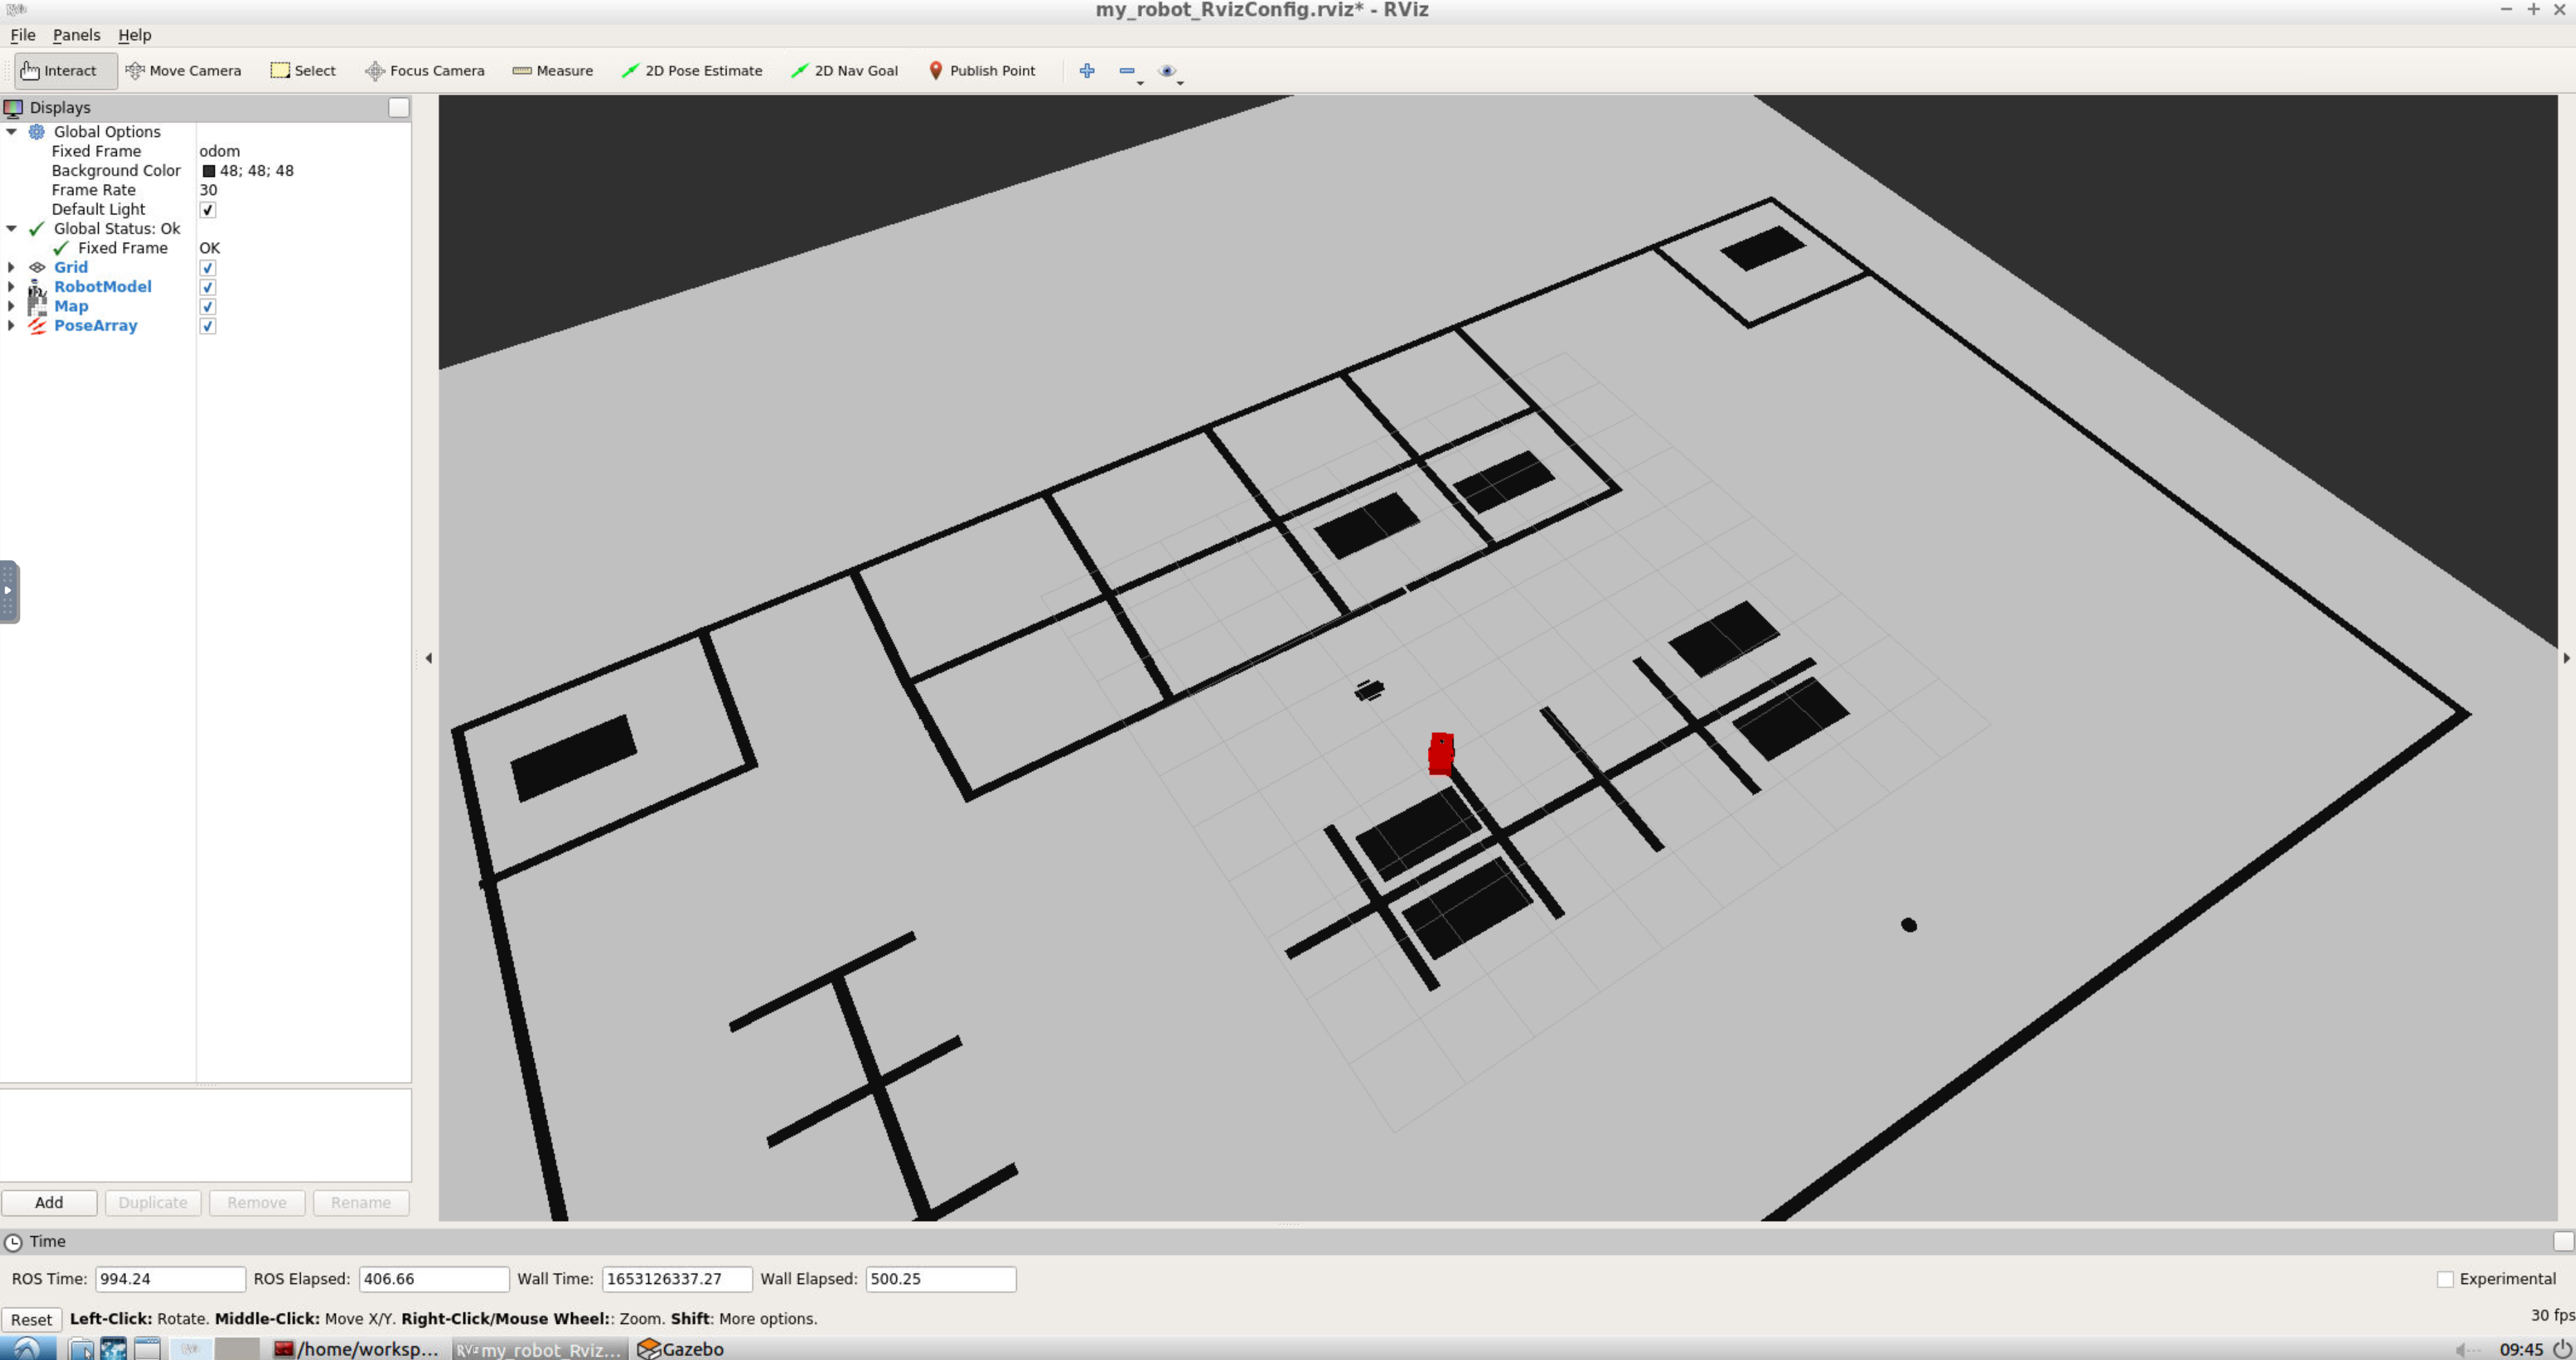 my_robot_RvizConfig.rviz* - RViz
File Panels Help
Interact Move Camera Select Focus Camera Measure 2D Pose Estimate 2D Nav Goal Publish Point
Displays
Global Options
Fixed Frame odom
Background Color 48; 48; 48
Frame Rate 30
Default Light
Global Status: Ok
Fixed Frame OK
Grid
RobotModel
Map
PoseArray
Add Duplicate Remove Rename
Time
ROS Time: 994.24 ROS Elapsed: 406.66 Wall Time: 1653126337.27 Wall Elapsed: 500.25 Experimental
Reset Left-Click: Rotate. Middle-Click: Move X/Y. Right-Click/Mouse Wheel:: Zoom. Shift: More options. 30 fps
/home/worksp... RViz my_robot_Rviz... Gazebo 09:45